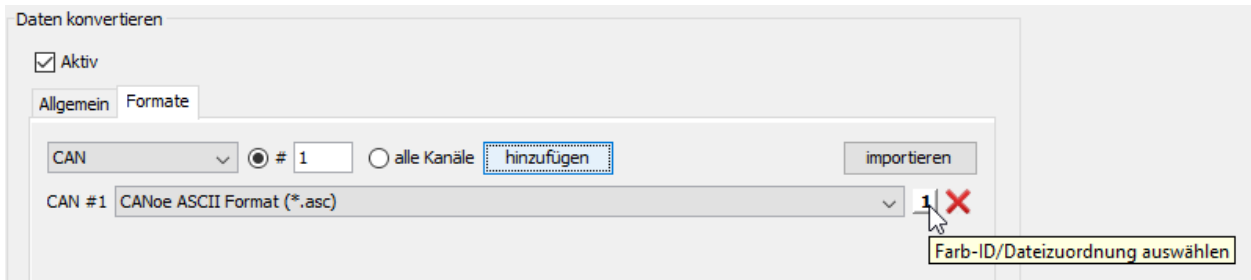 Daten konvertieren
Aktiv
Allgemein Formate
CAN # 1 alle Kanäle hinzufügen importieren
CAN #1 CANoe ASCII Format (*.asc) 1
Farb-ID/Dateizuordnung auswählen